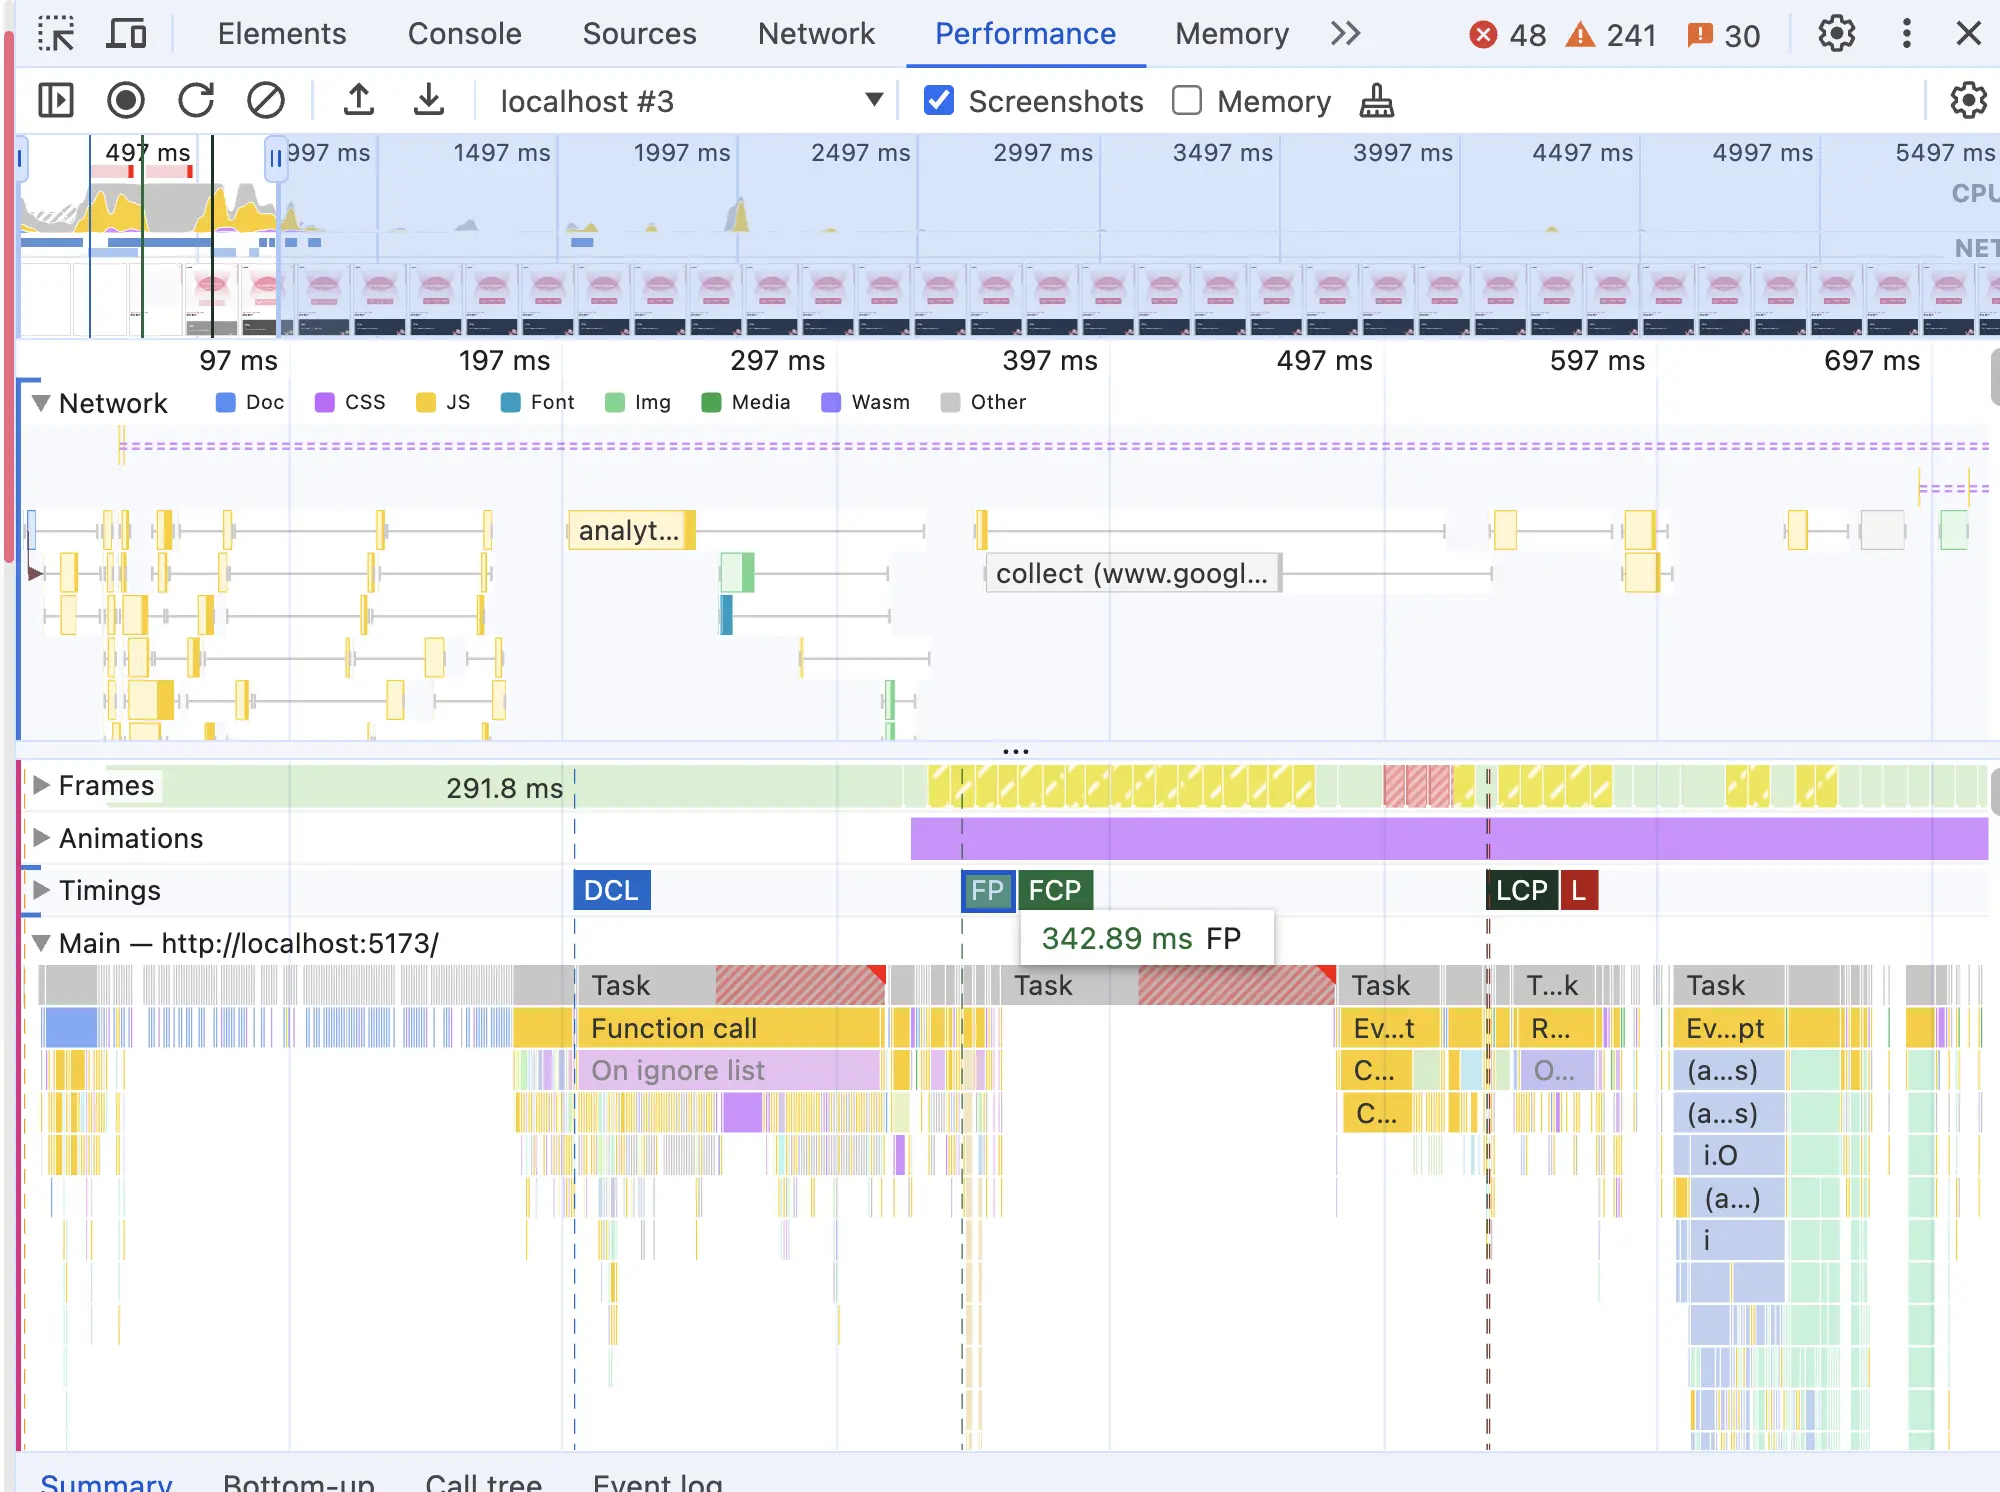 Elements Console Sources Network Performance Memory 48 241 30
localhost #3 Screenshots Memory
497 ms 997 ms 1497 ms 1997 ms 2497 ms 2997 ms 3497 ms 3997 ms 4497 ms 4997 ms 5497 ms
CPU
NET
97 ms 197 ms 297 ms 397 ms 497 ms 597 ms 697 ms
Network Doc CSS JS Font Img Media Wasm Other
analyt...
collect (www.googl...
...
Frames 291.8 ms
Animations
Timings DCL FP FCP LCP L
342.89 ms FP
Main — http://localhost:5173/
Task Task Task T...k Task
Function call Ev...t R... Ev...pt
On ignore list C... O... (a...s)
C... (a...s)
i.O
(a...)
i
Summary Bottom-up Call tree Event log